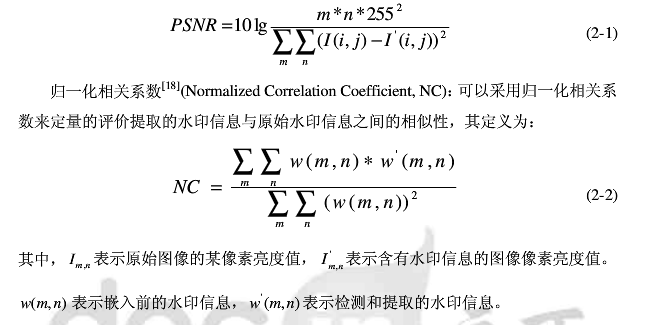 PSNR = 10 lg \frac{m*n*255^2}{\sum_m \sum_n (I(i,j)-I^'(i,j))^2} (2-1)
归一化相关系数[18](Normalized Correlation Coefficient, NC)：可以采用归一化相关系
数来定量的评价提取的水印信息与原始水印信息之间的相似性，其定义为：
NC = \frac{\sum_m \sum_n w(m,n)*w^'(m,n)}{\sum_m \sum_n (w(m,n))^2} (2-2)
其中，I_{m,n}表示原始图像的某像素亮度值，I^'_{m,n}表示含有水印信息的图像像素亮度值。
w(m,n) 表示嵌入前的水印信息，w^'(m,n)表示检测和提取的水印信息。